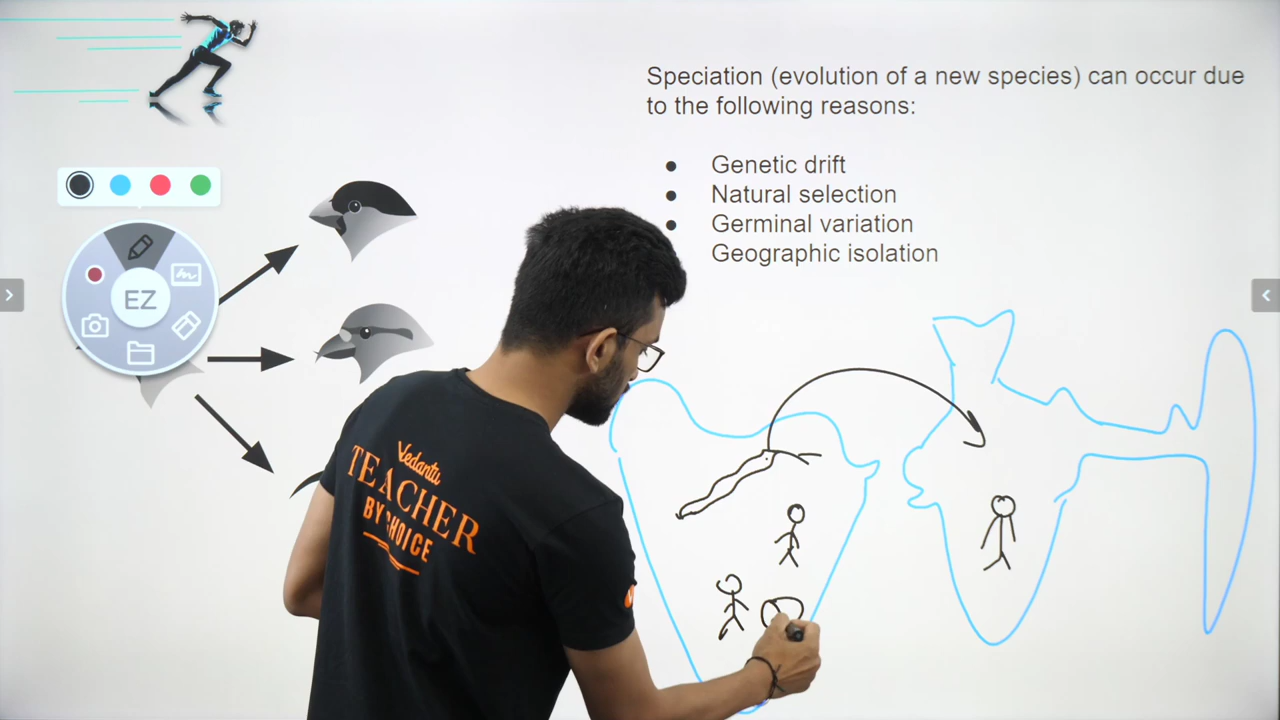 Speciation (evolution of a new species) can occur due
to the following reasons:
● Genetic drift
● Natural selection
● Germinal variation
Geographic isolation
EZ
Vedantu
TEACHER
BY CHOICE